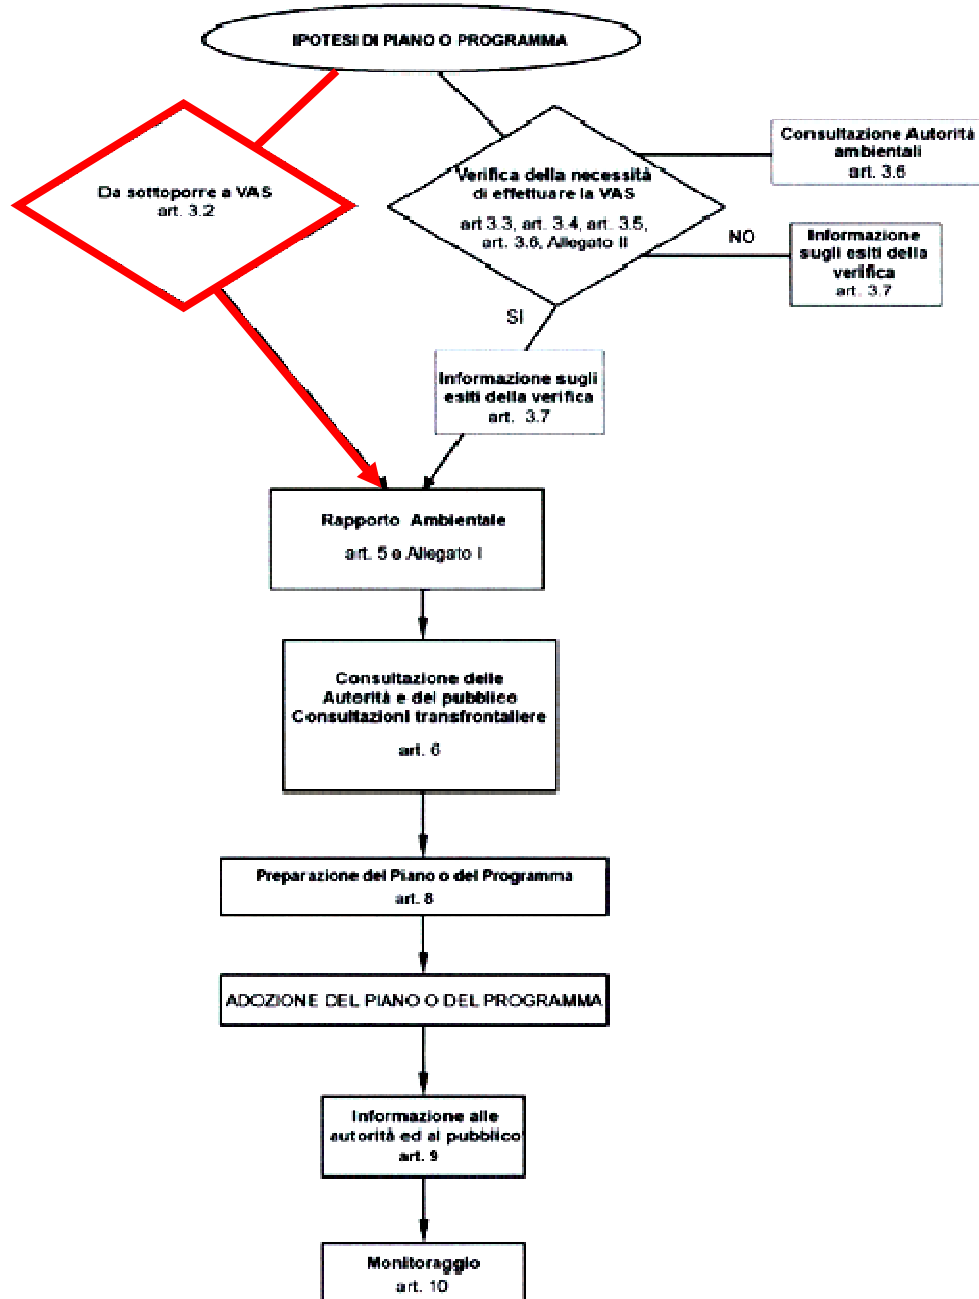 IPOTESI DI PIANO O PROGRAMMA
Da sottoporre a VAS
art. 3.2
Verifica della necessità
di effettuare la VAS
art 3.3, art. 3.4, art. 3.5,
art. 3.6, Allegato II
Consultazione Autorità
ambientali
art. 3.6
NO
Informazione
sugli esiti della
verifica
art. 3.7
SI
Informazione sugli
esiti della verifica
art. 3.7
Rapporto Ambientale
art. 5 e Allegato I
Consultazione delle
Autorità e del pubblico
Consultazioni transfrontaliere
art. 6
Preparazione del Piano o del Programma
art. 8
ADOZIONE DEL PIANO O DEL PROGRAMMA
Informazione alle
autorità ed al pubblico
art. 9
Monitoraggio
art. 10